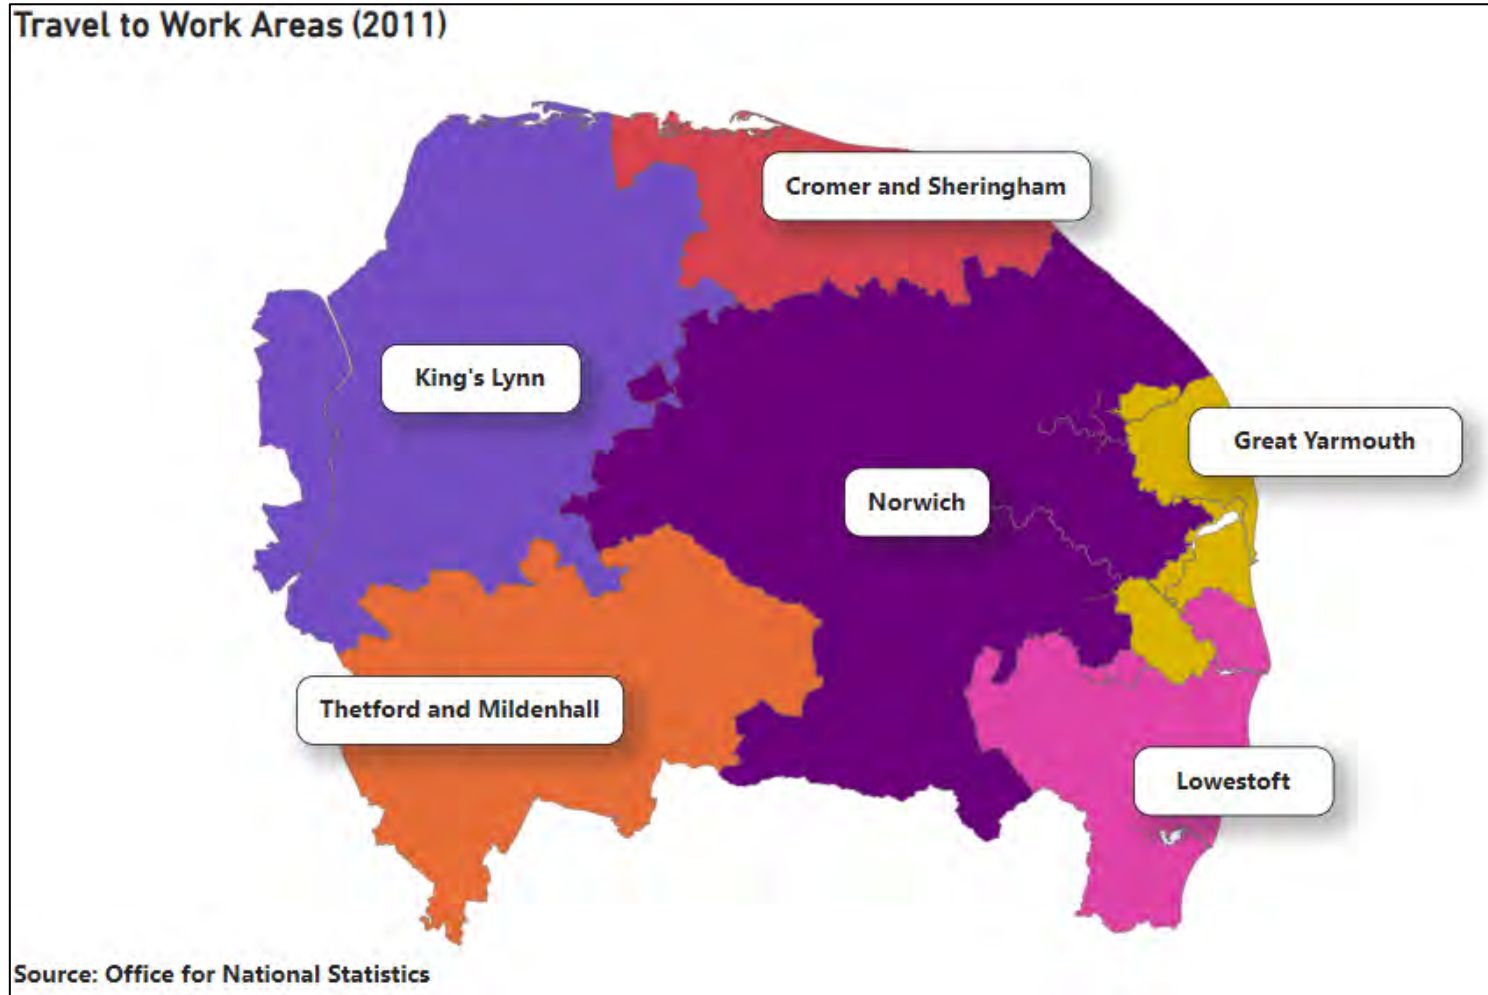 Travel to Work Areas (2011)
Cromer and Sheringham
King's Lynn
Great Yarmouth
Norwich
Thetford and Mildenhall
Lowestoft
Source: Office for National Statistics